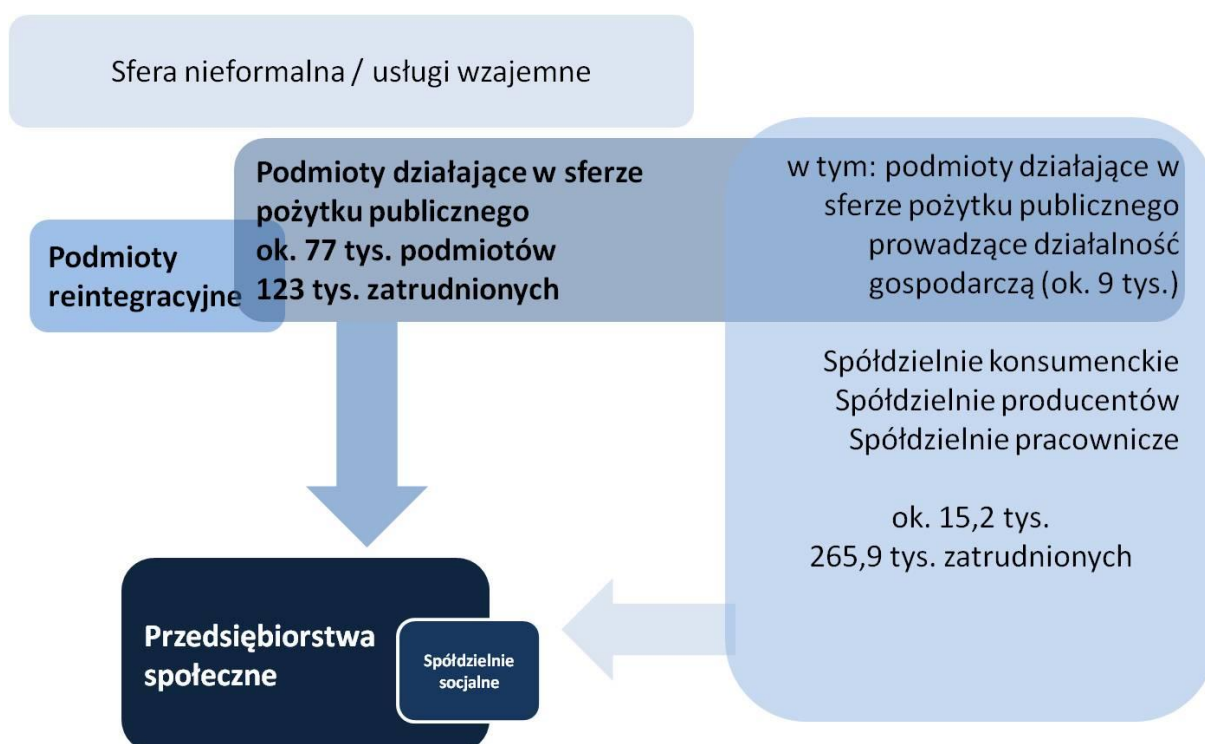 Sfera nieformalna / usługi wzajemne
Podmioty działające w sferze
pożytku publicznego
ok. 77 tys. podmiotów
123 tys. zatrudnionych
w tym: podmioty działające w
sferze pożytku publicznego
prowadzące działalność
gospodarczą (ok. 9 tys.)
Podmioty
reintegracyjne
Spółdzielnie konsumenckie
Spółdzielnie producentów
Spółdzielnie pracownicze
ok. 15,2 tys.
265,9 tys. zatrudnionych
Przedsiębiorstwa
społeczne
Spółdzielnie
socjalne